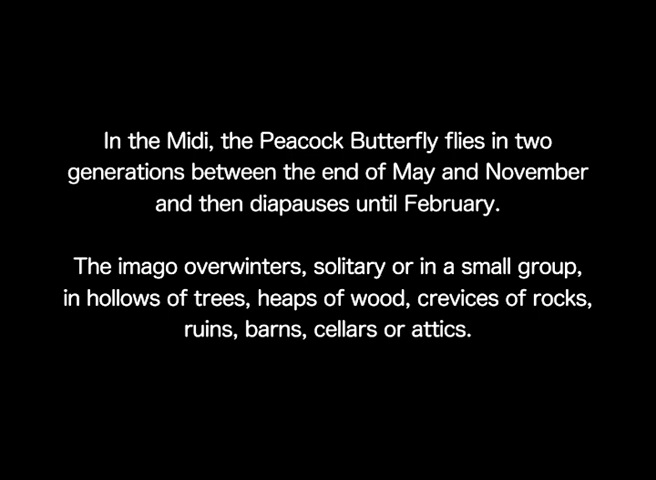 In the Midi, the Peacock Butterfly flies in two
generations between the end of May and November
and then diapauses until February.
The imago overwinters, solitary or in a small group,
in hollows of trees, heaps of wood, crevices of rocks,
ruins, barns, cellars or attics.